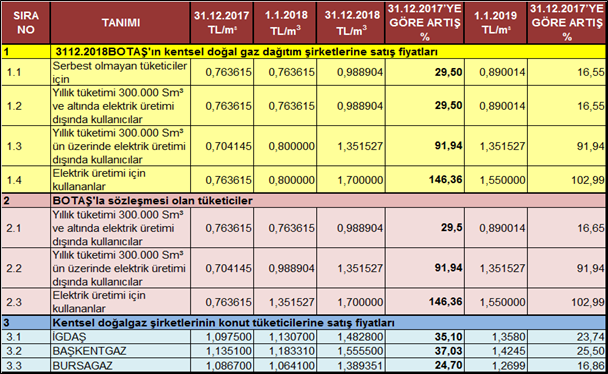 SIRA NO TANIMI 31.12.2017 TL/m³ 1.1.2018 TL/m³ 31.12.2018 TL/m³ 31.12.2017'YE GÖRE ARTIŞ % 1.1.2019 TL/m³ 31.12.2017'YE GÖRE ARTIŞ %
1 3112.2018BOTAŞ'ın kentsel doğal gaz dağıtım şirketlerine satış fiyatları
1.1 Serbest olmayan tüketiciler için 0,763615 0,763615 0,988904 29,50 0,890014 16,55
1.2 Yıllık tüketimi 300.000 Sm³ ve altında elektrik üretimi dışında kullanıcılar 0,763615 0,763615 0,988904 29,50 0,890014 16,55
1.3 Yıllık tüketimi 300.000 Sm³ ün üzerinde elektrik üretimi dışında kullanıcılar 0,704145 0,800000 1,351527 91,94 1,351527 91,94
1.4 Elektrik üretimi için kullananlar 0,763615 0,800000 1,700000 146,36 1,550000 102,99
2 BOTAŞ'la sözleşmesi olan tüketiciler
2.1 Yıllık tüketimi 300.000 Sm³ ve altında elektrik üretimi dışında kullanıcılar 0,763615 0,763615 0,988904 29,5 0,890014 16,65
2.2 Yıllık tüketimi 300.000 Sm³ ün üzerinde elektrik üretimi dışında kullanıcılar 0,704145 0,988904 1,351527 91,94 1,351527 91,94
2.3 Elektrik üretimi için kullananlar 0,763615 1,351527 1,700000 146,36 1,550000 102,99
3 Kentsel doğalgaz şirketlerinin konut tüketicilerine satış fiyatları
3.1 İGDAŞ 1,097500 1,130700 1,482800 35,10 1,3580 23,74
3.2 BAŞKENTGAZ 1,135100 1,183310 1,555500 37,03 1,4245 25,50
3.3 BURSAGAZ 1,086700 1,064100 1,389351 24,70 1,2699 16,86